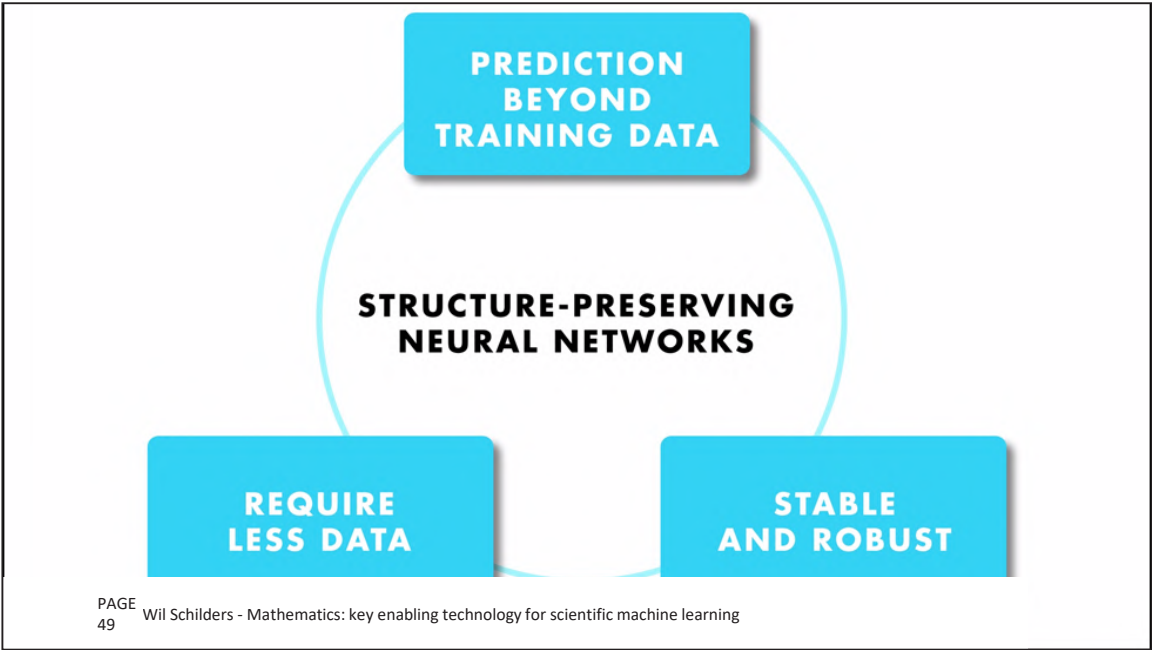 PREDICTION
BEYOND
TRAINING DATA
STRUCTURE-PRESERVING
NEURAL NETWORKS
REQUIRE
LESS DATA
STABLE
AND ROBUST
PAGE
49
Wil Schilders - Mathematics: key enabling technology for scientific machine learning